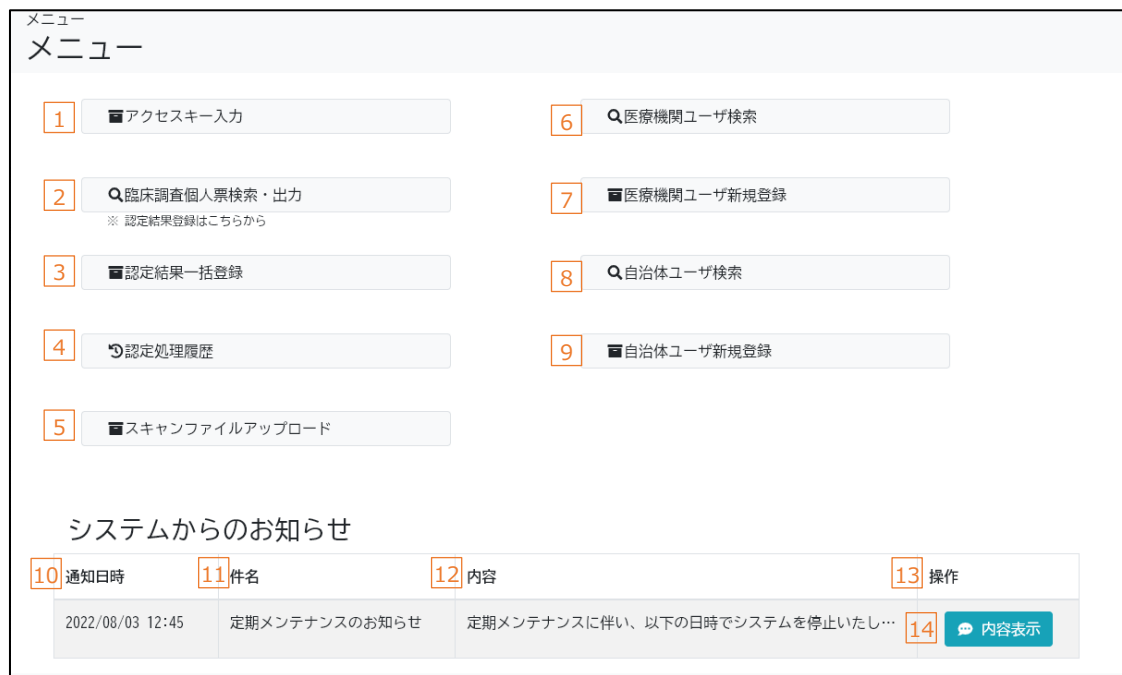 メニュー
メニュー
1 アクセスキー入力
6 医療機関ユーザ検索
2 臨床調査個人票検索・出力
※ 認定結果登録はこちらから
7 医療機関ユーザ新規登録
3 認定結果一括登録
8 自治体ユーザ検索
4 認定処理履歴
9 自治体ユーザ新規登録
5 スキャンファイルアップロード
システムからのお知らせ
10 通知日時 11 件名 12 内容 13 操作
2022/08/03 12:45 定期メンテナンスのお知らせ 定期メンテナンスに伴い、以下の日時でシステムを停止いたし… 14 内容表示